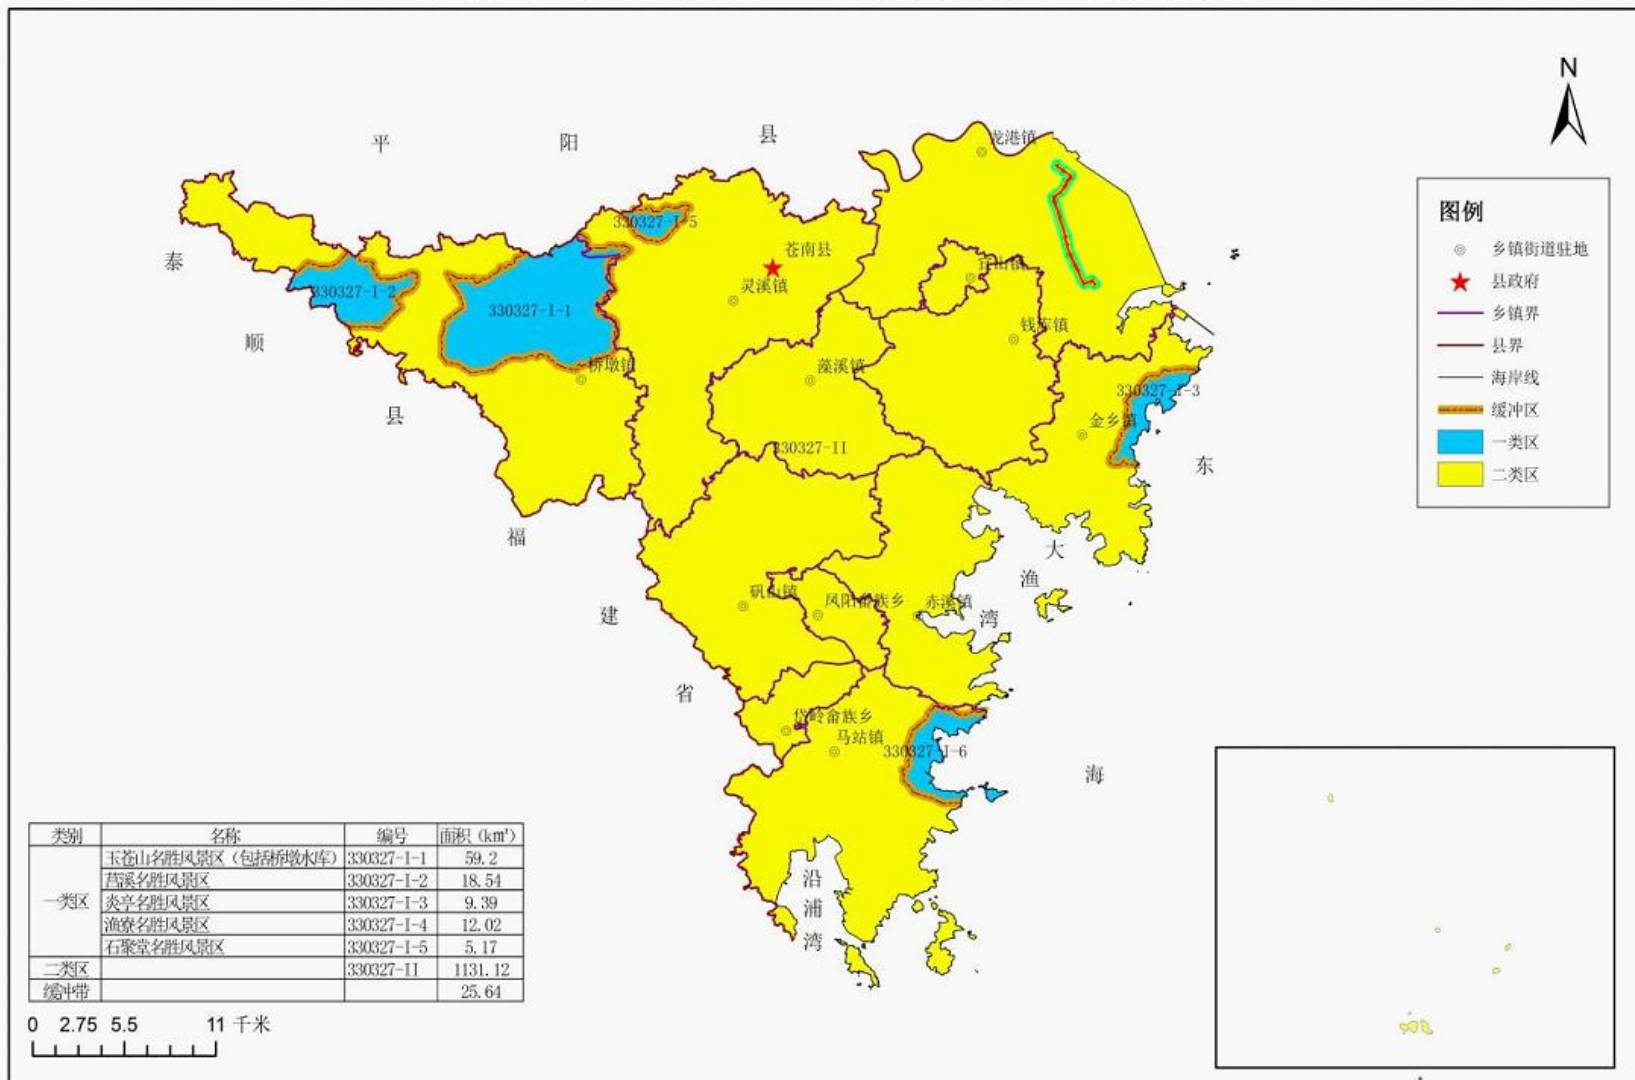 N
平
阳
县
龙港镇
330327-I-5
苍南县
泰
宜山镇
灵溪镇
330327-I-2
330327-I-1
顺
钱库镇
桥墩镇
藻溪镇
330327-I-3
县
金乡镇
330327-II
东
福
大
渔
湾
矾山镇
凤阳畲族乡
赤溪镇
建
省
岱岭畲族乡
马站镇
330327-I-6
海
沿
浦
湾
图例
乡镇街道驻地
县政府
乡镇界
县界
海岸线
缓冲区
一类区
二类区
类别 名称 编号 面积（km²）
一类区
玉苍山名胜风景区（包括桥墩水库） 330327-I-1 59.2
莒溪名胜风景区 330327-I-2 18.54
炎亭名胜风景区 330327-I-3 9.39
渔寮名胜风景区 330327-I-4 12.02
石聚堂名胜风景区 330327-I-5 5.17
二类区 330327-II 1131.12
缓冲带 25.64
0 2.75 5.5 11 千米